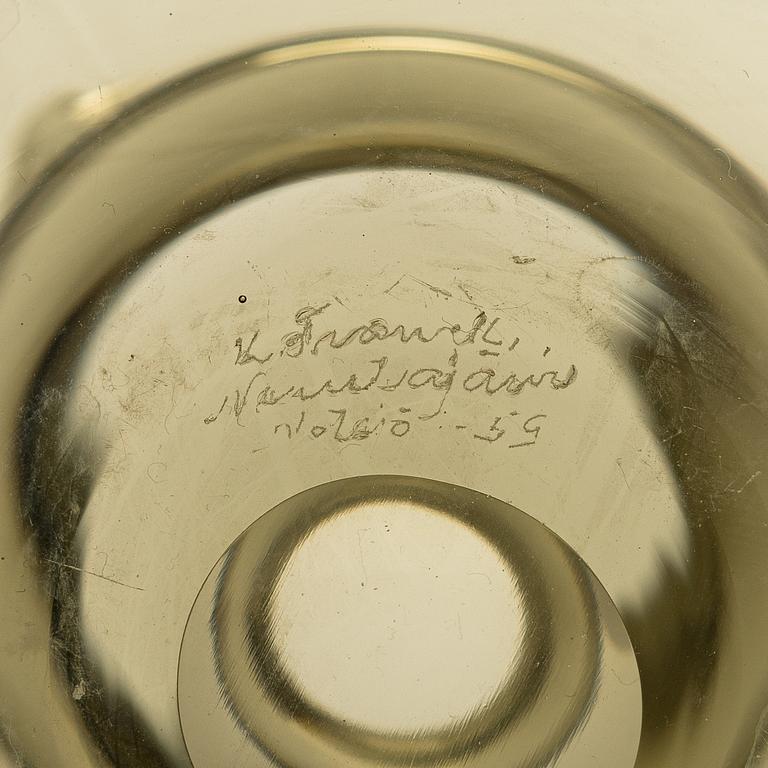 K. Franck,
Nuutajärvi
Notsjö - 59